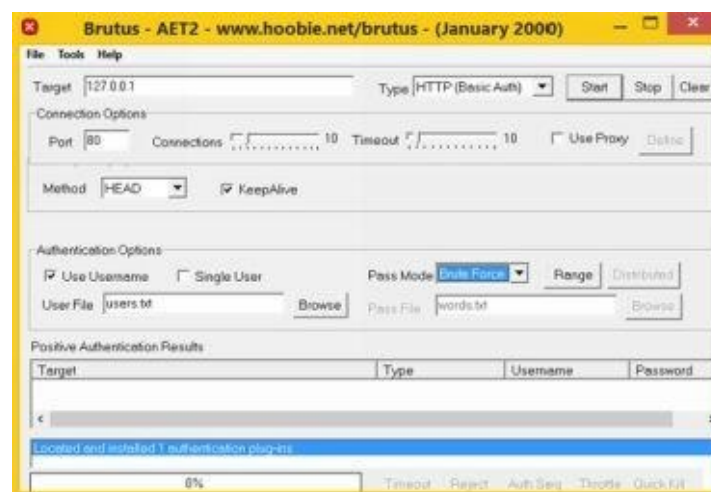 Brutus - AET2 - www.hoobie.net/brutus - (January 2000)
File Tools Help
Target 127.0.0.1 Type HTTP (Basic Auth) Start Stop Clear
Connection Options
Port 80 Connections 10 Timeout 10 Use Proxy Define
Method HEAD KeepAlive
Authentication Options
Use Username Single User Pass Mode Brute Force Range Distributed
User File users.txt Browse Pass File words.txt Browse
Positive Authentication Results
Target Type Username Password
Located and installed 1 authentication plug-ins
0% Timeout Reject Auth Seq Throttle Quick Kill